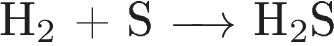 H₂ + S ⟶ H₂S